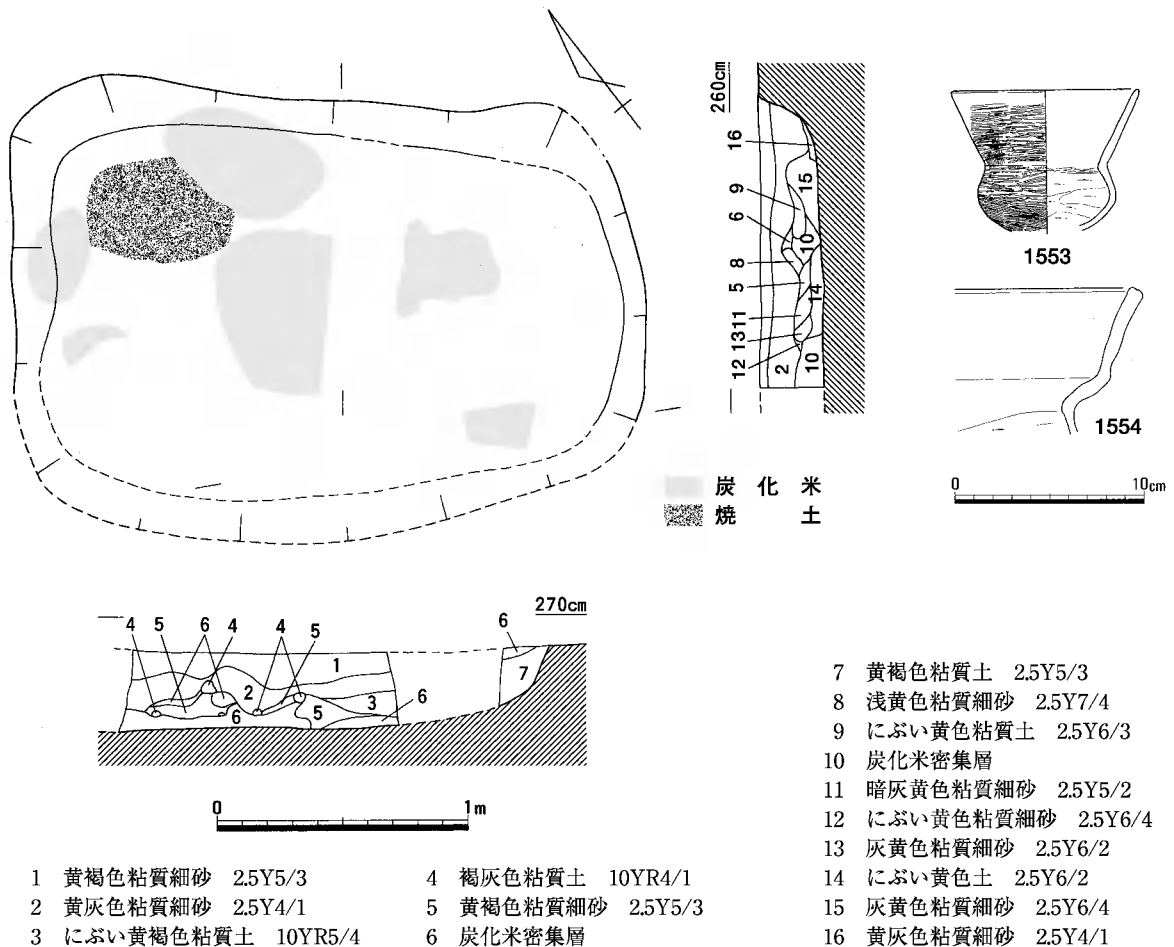 260cm
16
15
9
6
10
8
5
14
11
13
12
2
10
1553
1554
炭化米
焼土
0 10cm
270cm
4 5 6 4 4 5 6
1
7
2
3
6
6
5
0 1m
1 黄褐色粘質細砂 2.5Y5/3
2 黄灰色粘質細砂 2.5Y4/1
3 にぶい黄褐色粘質土 10YR5/4
4 褐灰色粘質土 10YR4/1
5 黄褐色粘質細砂 2.5Y5/3
6 炭化米密集層
7 黄褐色粘質土 2.5Y5/3
8 浅黄色粘質細砂 2.5Y7/4
9 にぶい黄色粘質土 2.5Y6/3
10 炭化米密集層
11 暗灰黄色粘質細砂 2.5Y5/2
12 にぶい黄色粘質細砂 2.5Y6/4
13 灰黄色粘質細砂 2.5Y6/2
14 にぶい黄色土 2.5Y6/2
15 灰黄色粘質細砂 2.5Y6/4
16 黄灰色粘質細砂 2.5Y4/1